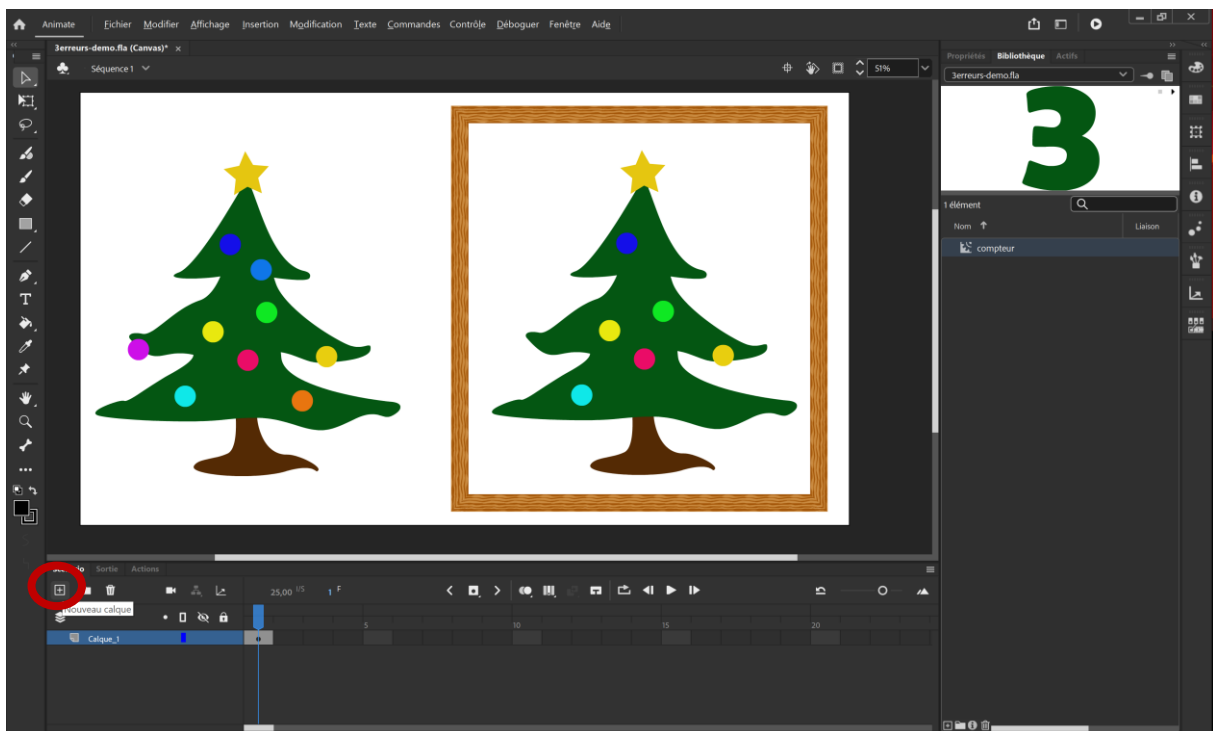 Animate Fichier Modifier Affichage Insertion Modification Texte Commandes Contrôle Déboguer Fenêtre Aide
3erreurs-demo.fla (Canvas)* ×
Séquence 1
51%
Propriétés Bibliothèque Actifs
3erreurs-demo.fla
3
1 élément
Nom Liaison
compteur
Sortie Actions
25,00 I/S 1 F
Nouveau calque
5 10 15 20
Calque_1